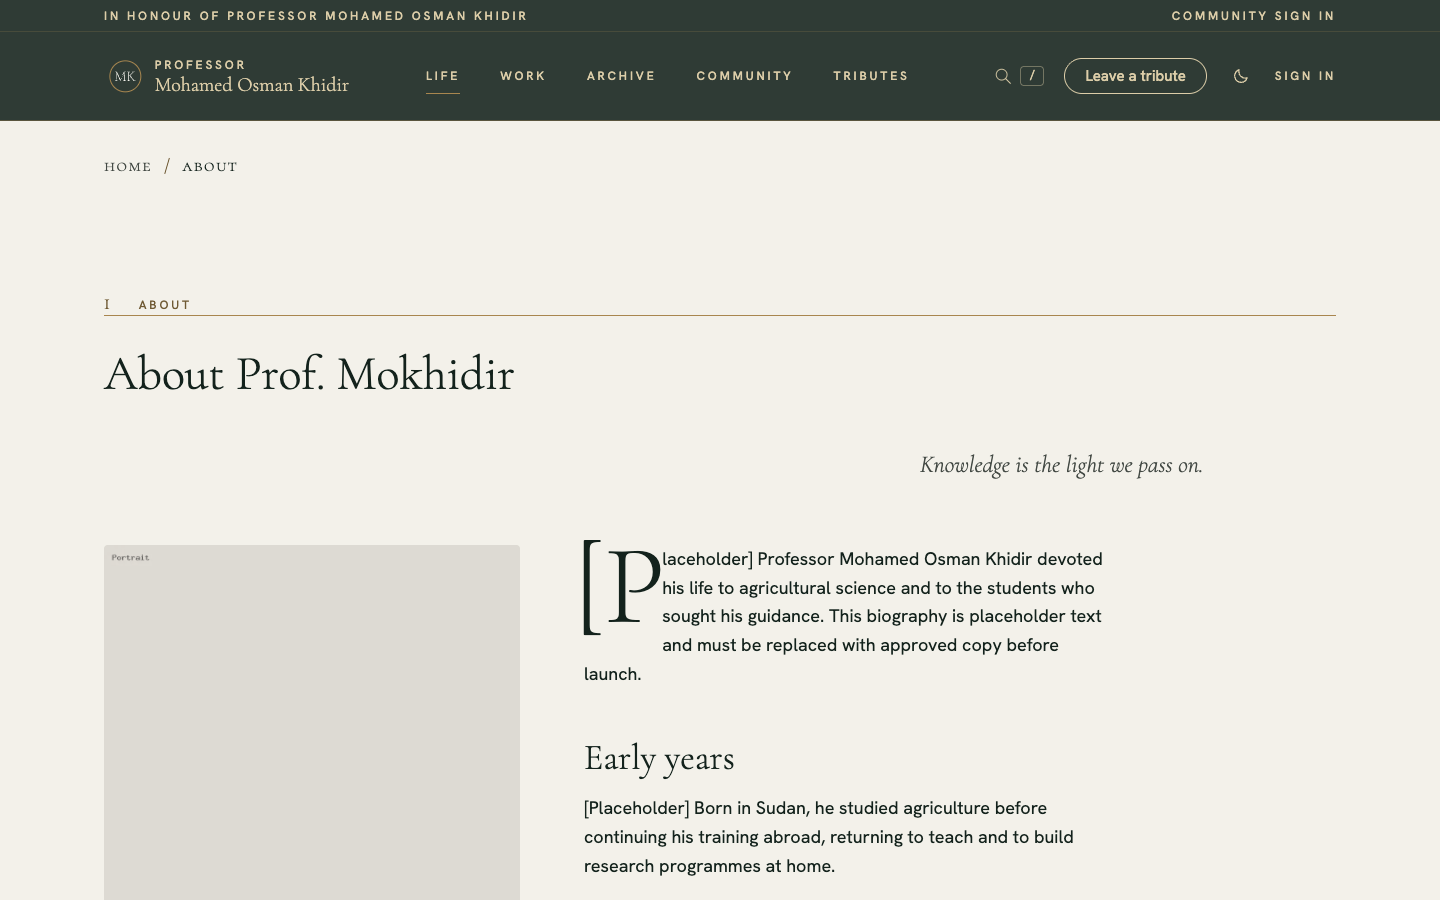 IN HONOUR OF PROFESSOR MOHAMED OSMAN KHIDIR
COMMUNITY SIGN IN
MK
PROFESSOR
Mohamed Osman Khidir
LIFE
WORK
ARCHIVE
COMMUNITY
TRIBUTES
/
Leave a tribute
SIGN IN
HOME / ABOUT
I ABOUT
About Prof. Mokhidir
Knowledge is the light we pass on.
Portrait
[Placeholder] Professor Mohamed Osman Khidir devoted
his life to agricultural science and to the students who
sought his guidance. This biography is placeholder text
and must be replaced with approved copy before
launch.
Early years
[Placeholder] Born in Sudan, he studied agriculture before
continuing his training abroad, returning to teach and to build
research programmes at home.